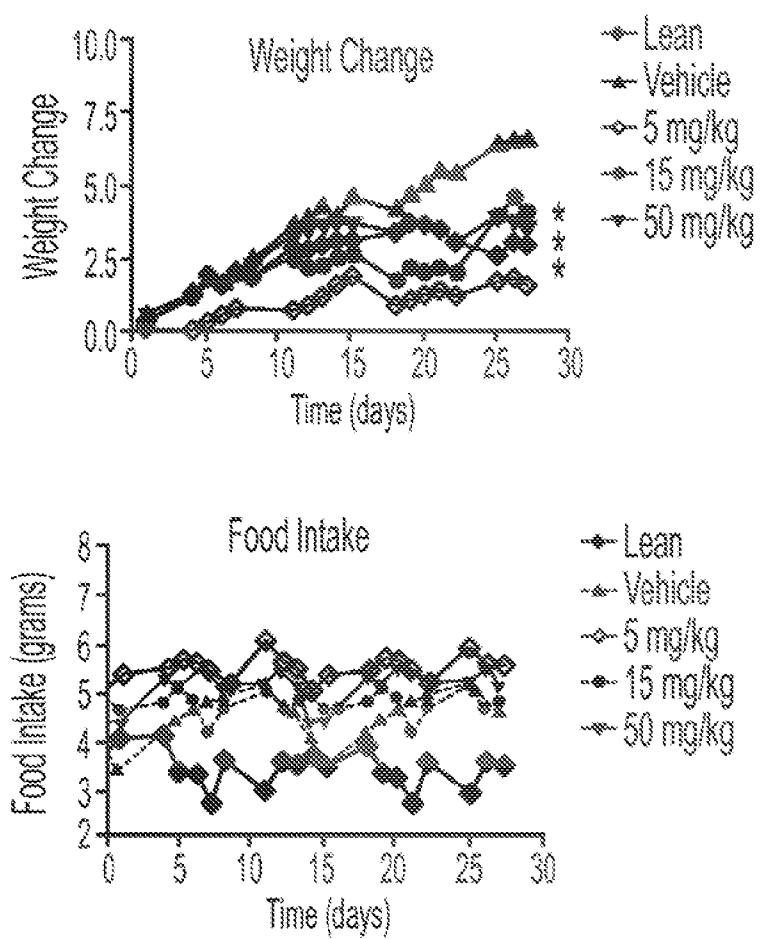 Weight Change
Weight Change
10.0
7.5
5.0
2.5
0.0
0 5 10 15 20 25 30
Time (days)
Lean
Vehicle
5 mg/kg
15 mg/kg
50 mg/kg
*
*
*
Food Intake
Food Intake (grams)
8
7
6
5
4
3
2
0 5 10 15 20 25 30
Time (days)
Lean
Vehicle
5 mg/kg
15 mg/kg
50 mg/kg